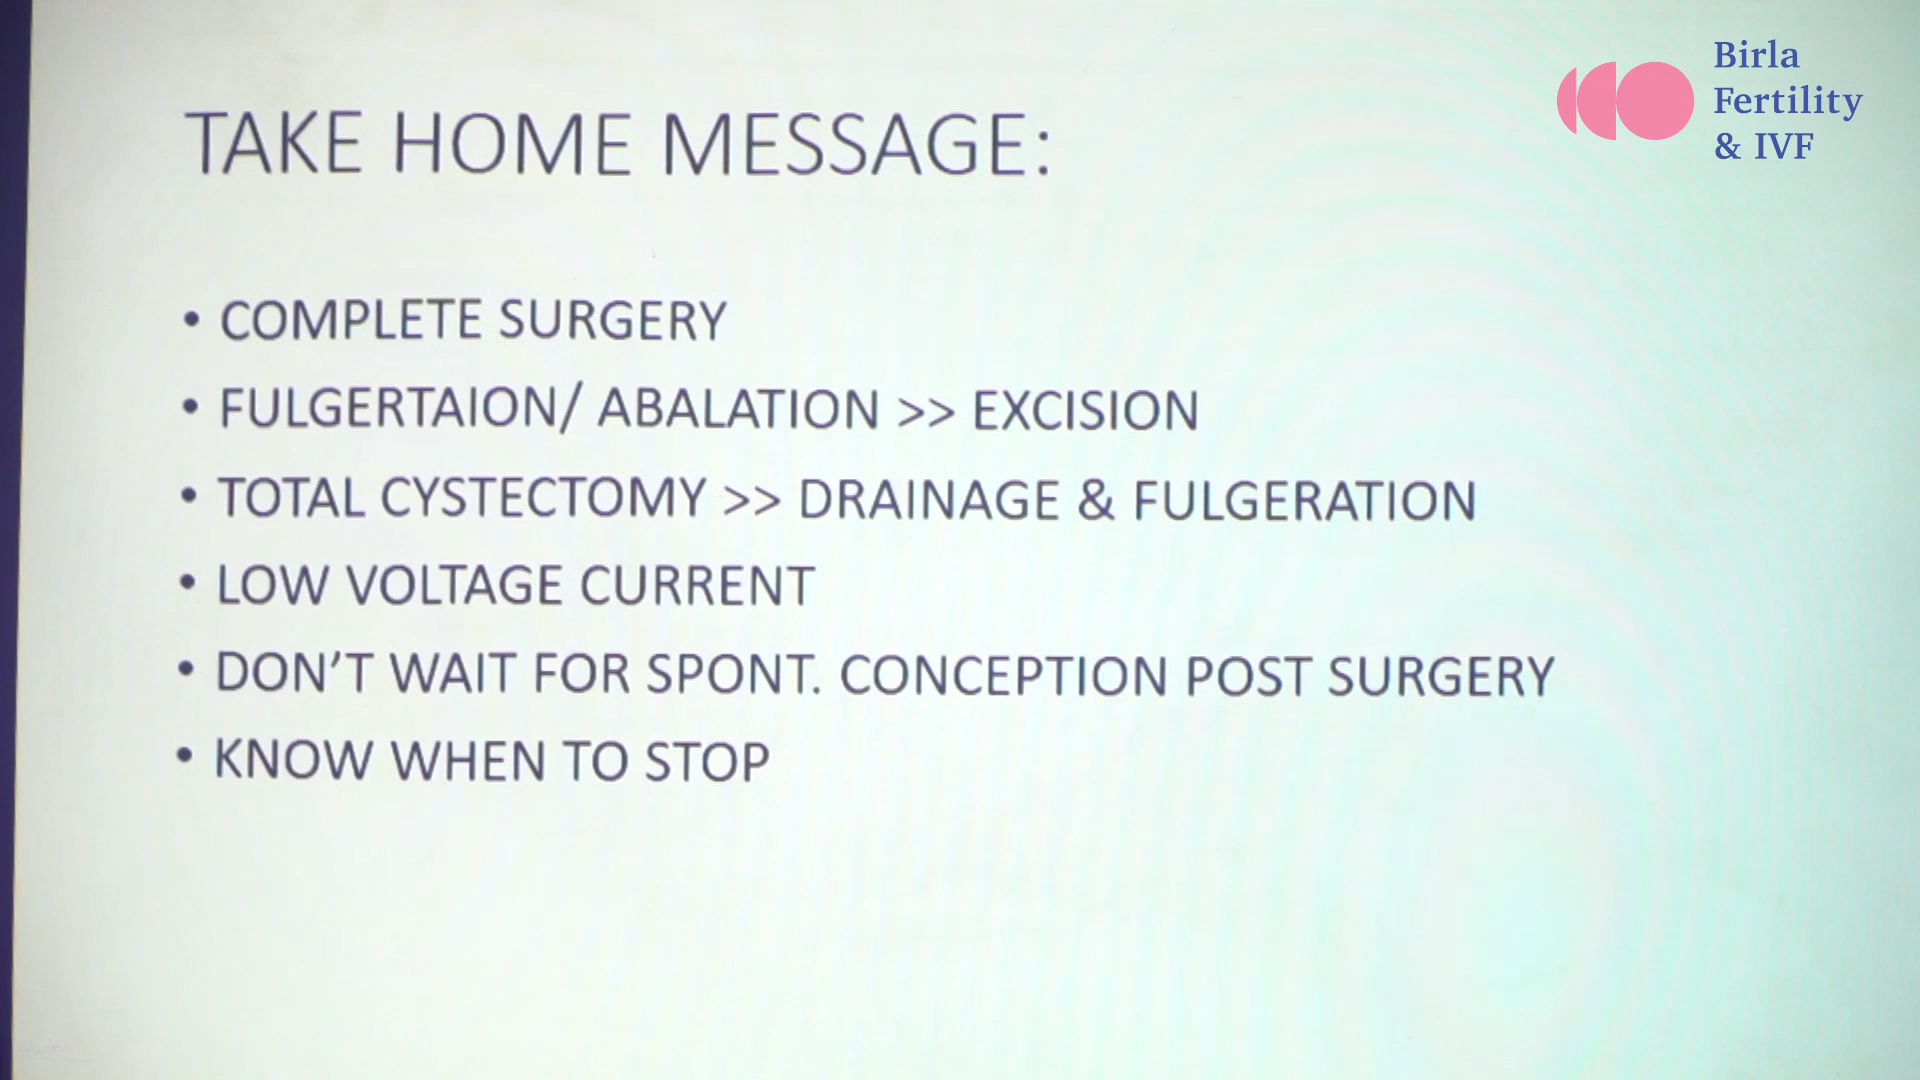 Birla
Fertility
& IVF
TAKE HOME MESSAGE:
• COMPLETE SURGERY
• FULGERTAION/ ABALATION >> EXCISION
• TOTAL CYSTECTOMY >> DRAINAGE & FULGERATION
• LOW VOLTAGE CURRENT
• DON'T WAIT FOR SPONT. CONCEPTION POST SURGERY
• KNOW WHEN TO STOP